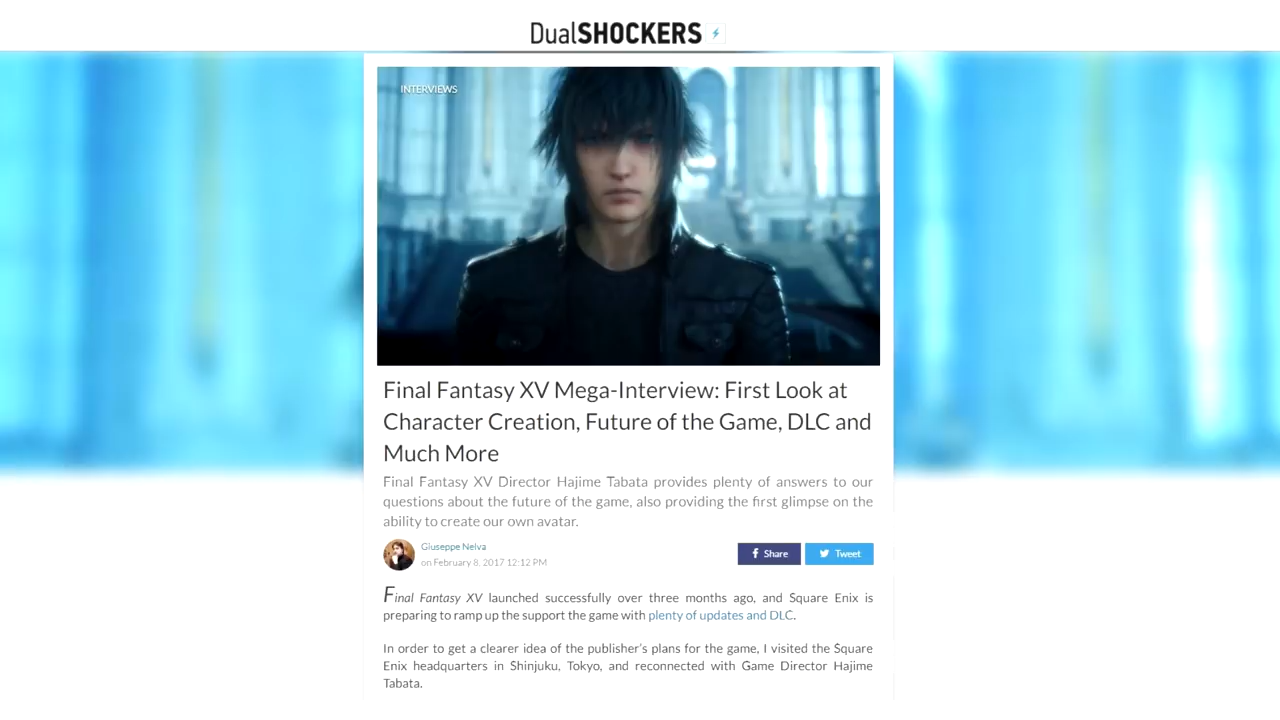 DualSHOCKERS
INTERVIEWS
Final Fantasy XV Mega-Interview: First Look at
Character Creation, Future of the Game, DLC and
Much More
Final Fantasy XV Director Hajime Tabata provides plenty of answers to our
questions about the future of the game, also providing the first glimpse on the
ability to create our own avatar.
Giuseppe Nelva
on February 8, 2017 12:12 PM
Share
Tweet
Final Fantasy XV launched successfully over three months ago, and Square Enix is
preparing to ramp up the support the game with plenty of updates and DLC.
In order to get a clearer idea of the publisher's plans for the game, I visited the Square
Enix headquarters in Shinjuku, Tokyo, and reconnected with Game Director Hajime
Tabata.